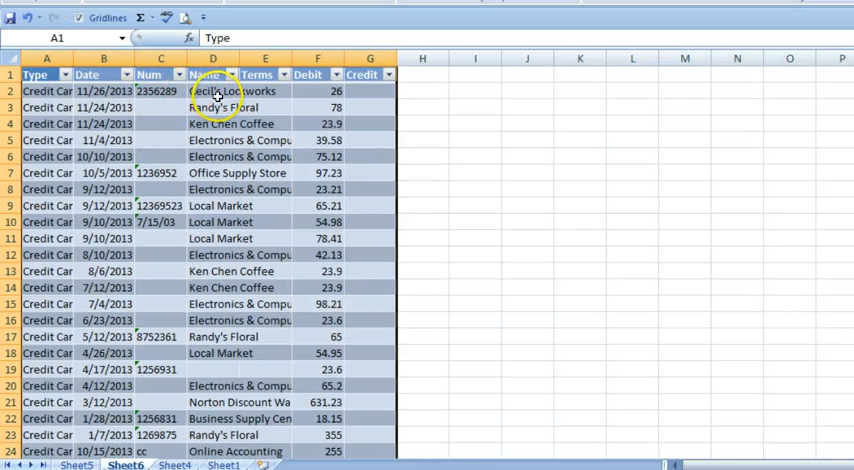 Gridlines Σ
A1 fx Type
A B C D E F G H I J K L M N O P
1 Type Date Num Name Terms Debit Credit
2 Credit Car 11/26/2013 2356289 Cecil's Lockworks 26
3 Credit Car 11/24/2013 Randy's Floral 78
4 Credit Car 11/24/2013 Ken Chen Coffee 23.9
5 Credit Car 11/4/2013 Electronics & Compu 39.58
6 Credit Car 10/10/2013 Electronics & Compu 75.12
7 Credit Car 10/5/2013 1236952 Office Supply Store 97.23
8 Credit Car 9/12/2013 Electronics & Compu 23.21
9 Credit Car 9/12/2013 12369523 Local Market 65.21
10 Credit Car 9/10/2013 7/15/03 Local Market 54.98
11 Credit Car 9/10/2013 Local Market 78.41
12 Credit Car 8/10/2013 Electronics & Compu 42.13
13 Credit Car 8/6/2013 Ken Chen Coffee 23.9
14 Credit Car 7/12/2013 Ken Chen Coffee 23.9
15 Credit Car 7/4/2013 Electronics & Compu 98.21
16 Credit Car 6/23/2013 Electronics & Compu 23.6
17 Credit Car 5/12/2013 8752361 Randy's Floral 65
18 Credit Car 4/26/2013 Local Market 54.95
19 Credit Car 4/17/2013 1256931 23.6
20 Credit Car 4/12/2013 Electronics & Compu 65.2
21 Credit Car 3/12/2013 Norton Discount Wa 631.23
22 Credit Car 1/28/2013 1256831 Business Supply Cen 18.15
23 Credit Car 1/7/2013 1269875 Randy's Floral 355
24 Credit Car 10/15/2013 cc Online Accounting 255
Sheet5 Sheet6 Sheet4 Sheet1